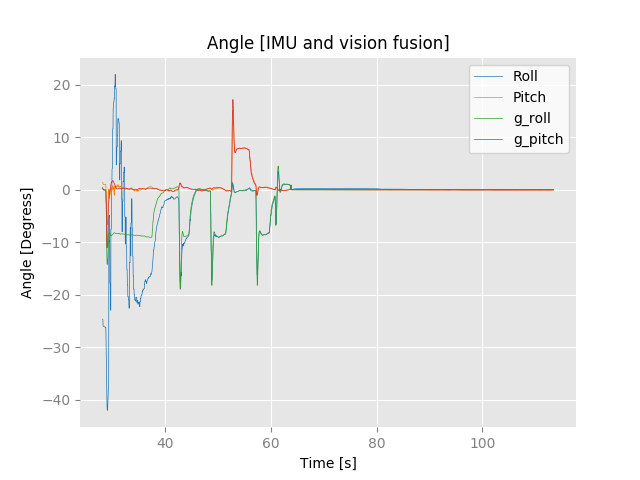 Angle [IMU and vision fusion]
Roll
Pitch
g_roll
g_pitch
Angle [Degress]
20
10
0
−10
−20
−30
−40
40
60
80
100
Time [s]